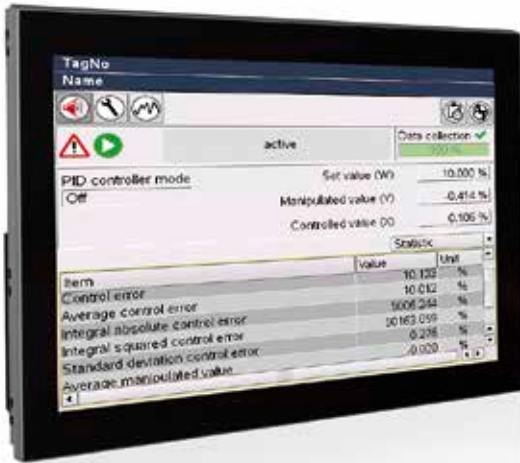 TagNo
Name
active
Data collection
100 %
PID controller mode
Off
Set value (W) 10.000 %
Manipulated value (Y) -0.414 %
Controlled value (X) 0.106 %
Statistic
Item Value Unit
Control error 10.133 %
Average control error 10.012 %
Integral absolute control error 5006.244 %
Integral squared control error 50163.059 %
Standard deviation control error 0.276 %
Average manipulated value -0.020 %